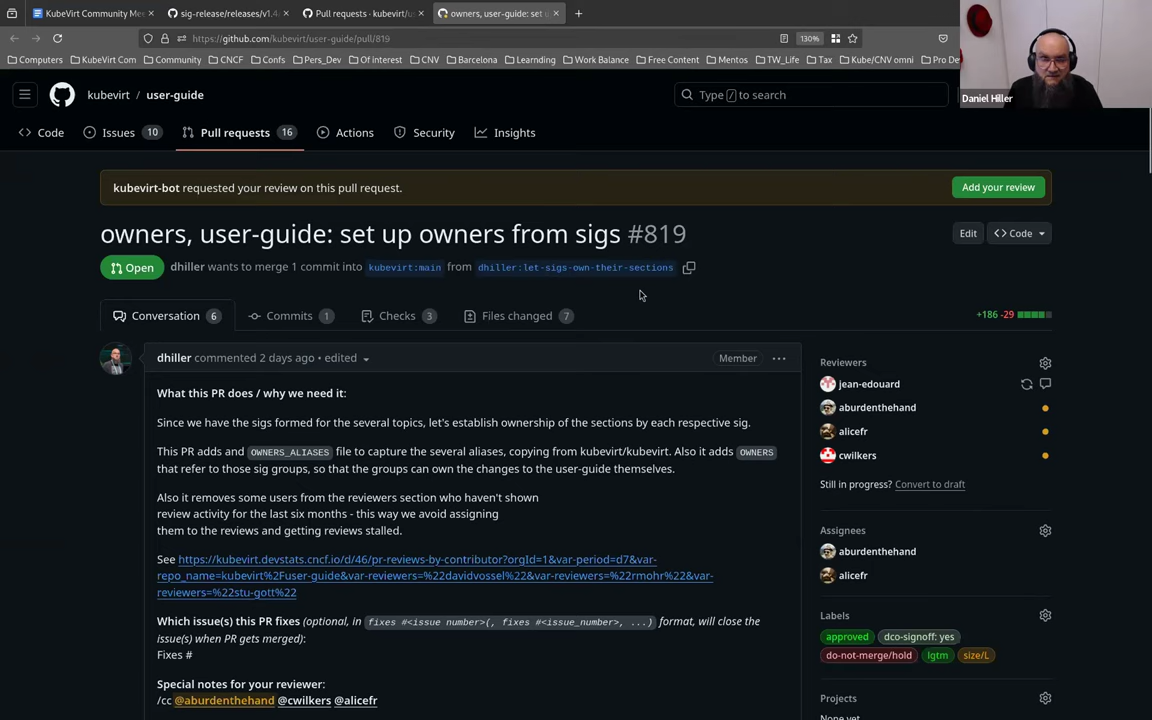 KubeVirt Community Me
sig-release/releases/v1.4
Pull requests · kubevirt/u
owners, user-guide: set u
https://github.com/kubevirt/user-guide/pull/819
130%
Computers
KubeVirt Com
Community
CNCF
Confs
Pers_Dev
Of interest
CNV
Barcelona
Learnding
Work Balance
Free Content
Mentos
TW_Life
Tax
Kube/CNV omni
Pro De
Daniel Hiller
kubevirt / user-guide
Type / to search
Code
Issues 10
Pull requests 16
Actions
Security
Insights
kubevirt-bot requested your review on this pull request.
Add your review
owners, user-guide: set up owners from sigs #819
Edit
Code
Open
dhiller wants to merge 1 commit into kubevirt:main from dhiller:let-sigs-own-their-sections
Conversation 6
Commits 1
Checks 3
Files changed 7
+186 -29
dhiller commented 2 days ago • edited
Member
What this PR does / why we need it:
Since we have the sigs formed for the several topics, let's establish ownership of the sections by each respective sig.
This PR adds and OWNERS_ALIASES file to capture the several aliases, copying from kubevirt/kubevirt. Also it adds OWNERS
that refer to those sig groups, so that the groups can own the changes to the user-guide themselves.
Also it removes some users from the reviewers section who haven't shown
review activity for the last six months - this way we avoid assigning
them to the reviews and getting reviews stalled.
See https://kubevirt.devstats.cncf.io/d/46/pr-reviews-by-contributor?orgId=1&var-period=d7&var-
repo_name=kubevirt%2Fuser-guide&var-reviewers=%22davidvossel%22&var-reviewers=%22rmohr%22&var-
reviewers=%22stu-gott%22
Which issue(s) this PR fixes (optional, in fixes #<issue number>(, fixes #<issue_number>, ...) format, will close the
issue(s) when PR gets merged):
Fixes #
Special notes for your reviewer:
/cc @aburdenthehand @cwilkers @alicefr
Reviewers
jean-edouard
aburdenthehand
alicefr
cwilkers
Still in progress? Convert to draft
Assignees
aburdenthehand
alicefr
Labels
approved
dco-signoff: yes
do-not-merge/hold
lgtm
size/L
Projects
None yet